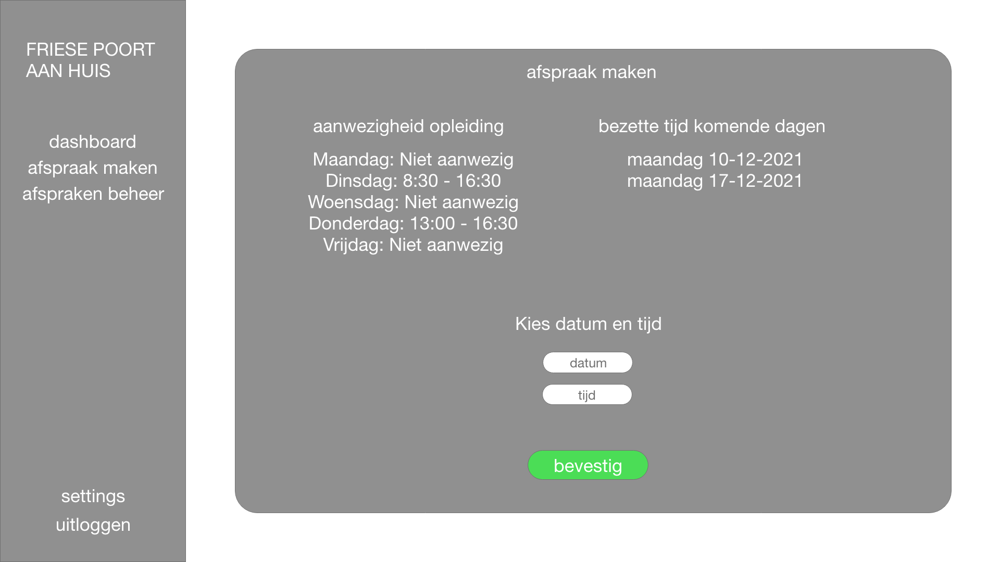 FRIESE POORT
AAN HUIS
dashboard
afspraak maken
afspraken beheer
settings
uitloggen
afspraak maken
aanwezigheid opleiding
Maandag: Niet aanwezig
Dinsdag: 8:30 - 16:30
Woensdag: Niet aanwezig
Donderdag: 13:00 - 16:30
Vrijdag: Niet aanwezig
bezette tijd komende dagen
maandag 10-12-2021
maandag 17-12-2021
Kies datum en tijd
datum
tijd
bevestig